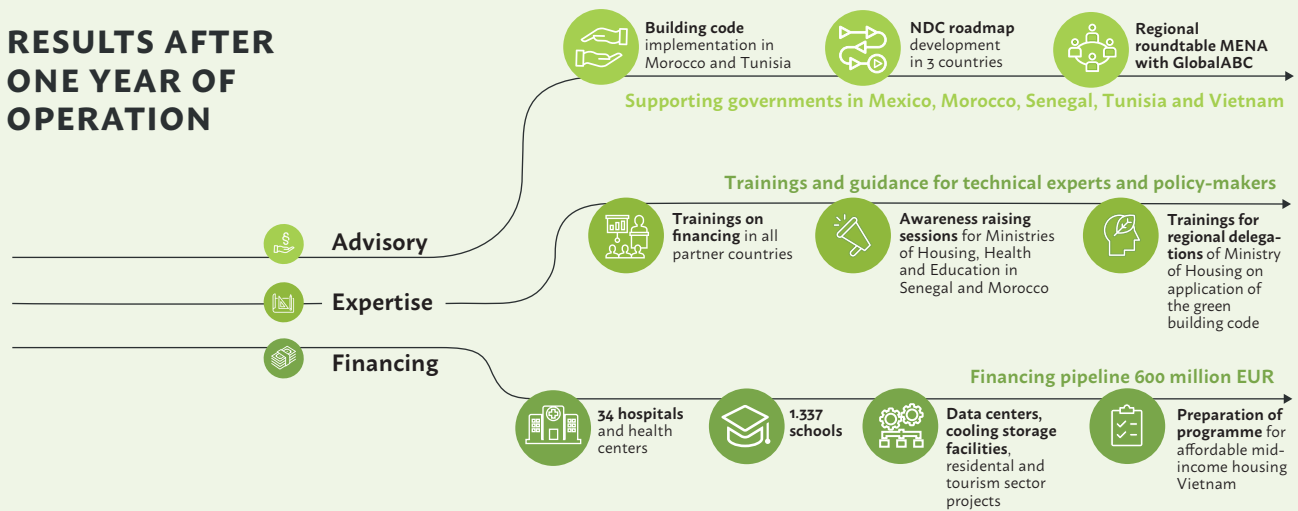 RESULTS AFTER
ONE YEAR OF
OPERATION
Building code
implementation in
Morocco and Tunisia
NDC roadmap
development
in 3 countries
Regional
roundtable MENA
with GlobalABC
Supporting governments in Mexico, Morocco, Senegal, Tunisia and Vietnam
Advisory
§
Trainings and guidance for technical experts and policy-makers
Trainings on
financing in all
partner countries
Awareness raising
sessions for Ministries
of Housing, Health
and Education in
Senegal and Morocco
Trainings for
regional delega-
tions of Ministry
of Housing on
application of
the green
building code
Expertise
Financing
Financing pipeline 600 million EUR
34 hospitals
and health
centers
1.337
schools
Data centers,
cooling storage
facilities,
residental and
tourism sector
projects
Preparation of
programme for
affordable mid-
income housing
Vietnam